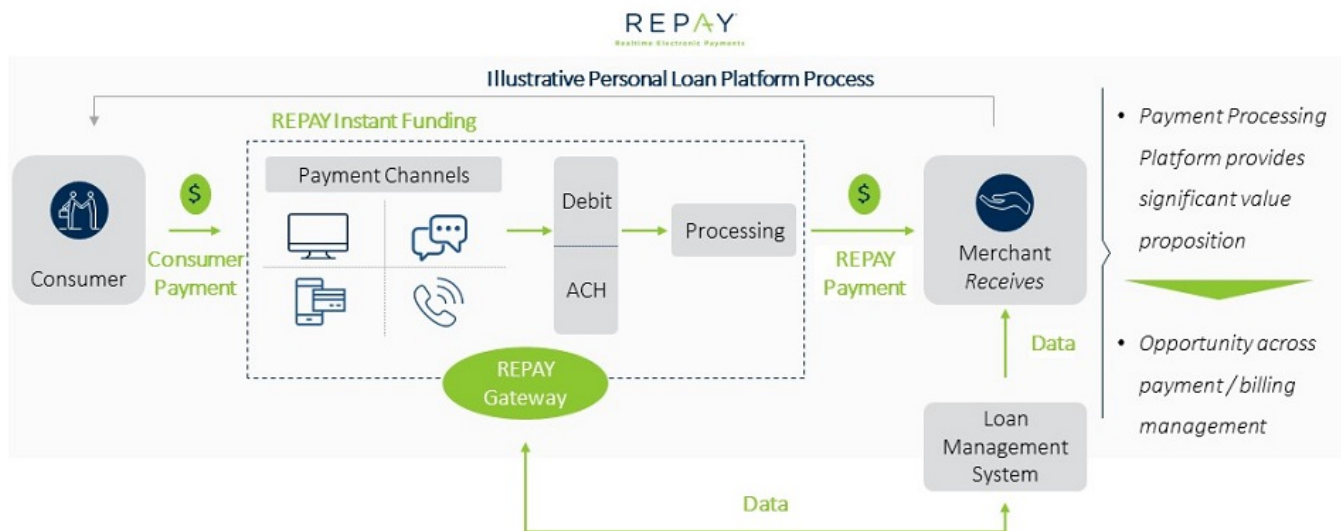 REPAY
Realtime Electronic Payments
Illustrative Personal Loan Platform Process
REPAY Instant Funding
Payment Channels
Consumer
$
Consumer
Payment
Debit
ACH
Processing
$
REPAY
Payment
Merchant
Receives
REPAY
Gateway
Data
Loan
Management
System
Data
• Payment Processing
Platform provides
significant value
proposition
• Opportunity across
payment / billing
management